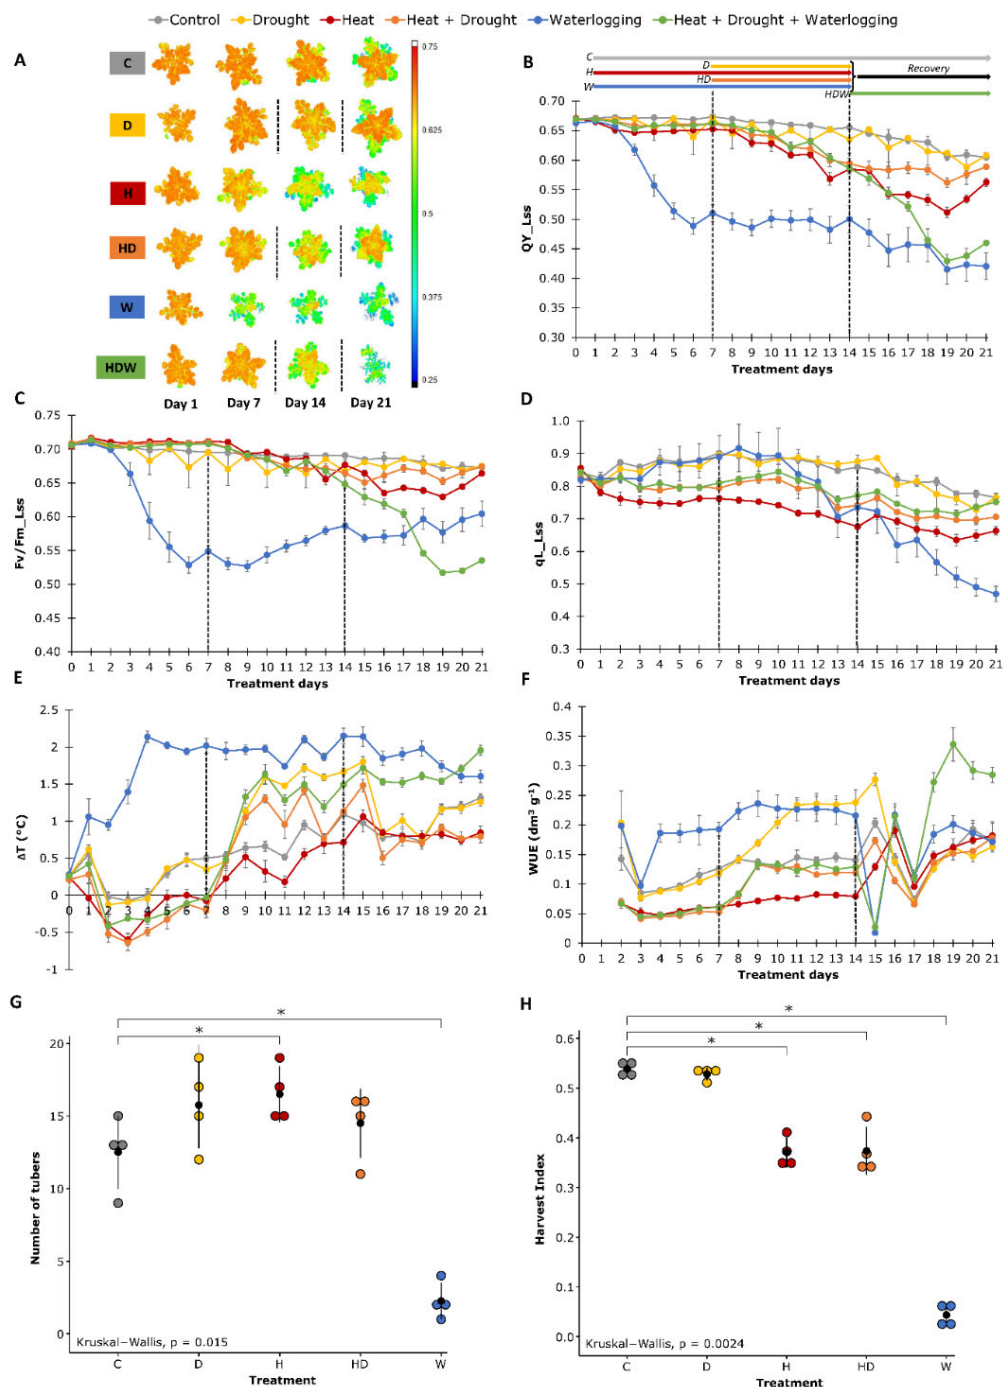 Control Drought Heat Heat + Drought Waterlogging Heat + Drought + Waterlogging
A
C
D
H
HD
W
HDW
Day 1 Day 7 Day 14 Day 21
0.75
0.625
0.5
0.375
0.25
B
C
D
H
HD
W
Recovery
HDW
QY_Lss
0.70
0.65
0.60
0.55
0.50
0.45
0.40
0.35
0.30
0 1 2 3 4 5 6 7 8 9 10 11 12 13 14 15 16 17 18 19 20 21
Treatment days
C
Fv/Fm_Lss
0.75
0.70
0.65
0.60
0.55
0.50
0.45
0.40
0 1 2 3 4 5 6 7 8 9 10 11 12 13 14 15 16 17 18 19 20 21
Treatment days
D
qL_Lss
1.0
0.9
0.8
0.7
0.6
0.5
0.4
0.3
0 1 2 3 4 5 6 7 8 9 10 11 12 13 14 15 16 17 18 19 20 21
Treatment days
E
ΔT (°C)
2.5
2
1.5
1
0.5
0
-0.5
-1
0 1 2 3 4 5 6 7 8 9 10 11 12 13 14 15 16 17 18 19 20 21
Treatment days
F
WUE (dm³ g⁻¹)
0.4
0.35
0.3
0.25
0.2
0.15
0.1
0.05
0
0 1 2 3 4 5 6 7 8 9 10 11 12 13 14 15 16 17 18 19 20 21
Treatment days
G
Number of tubers
20
15
10
5
0
*
*
Kruskal−Wallis, p = 0.015
C D H HD W
Treatment
H
Harvest Index
0.6
0.5
0.4
0.3
0.2
0.1
0.0
*
*
*
Kruskal−Wallis, p = 0.0024
C D H HD W
Treatment